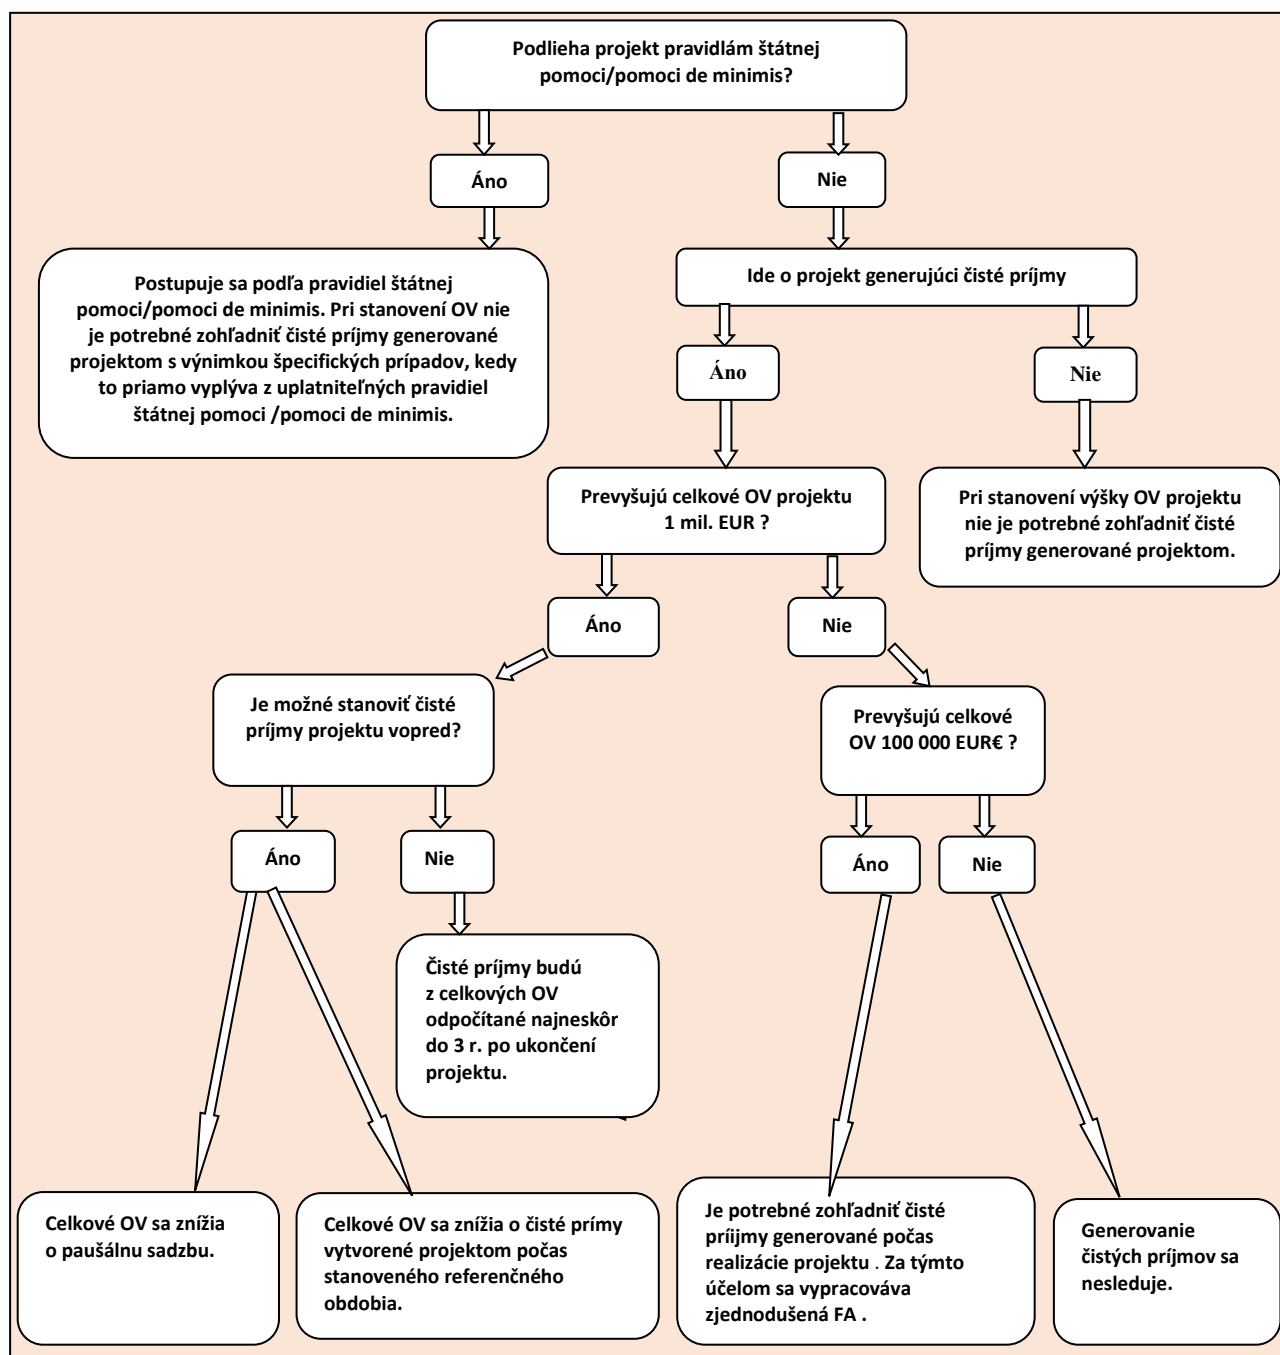 Podlieha projekt pravidlám štátnej
pomoci/pomoci de minimis?
Áno
Nie
Postupuje sa podľa pravidiel štátnej
pomoci/pomoci de minimis. Pri stanovení OV nie
je potrebné zohľadniť čisté príjmy generované
projektom s výnimkou špecifických prípadov, kedy
to priamo vyplýva z uplatniteľných pravidiel
štátnej pomoci /pomoci de minimis.
Ide o projekt generujúci čisté príjmy
Áno
Nie
Prevyšujú celkové OV projektu
1 mil. EUR ?
Pri stanovení výšky OV projektu
nie je potrebné zohľadniť čisté
príjmy generované projektom.
Áno
Nie
Je možné stanoviť čisté
príjmy projektu vopred?
Prevyšujú celkové
OV 100 000 EUR€ ?
Áno
Nie
Áno
Nie
Čisté príjmy budú
z celkových OV
odpočítané najneskôr
do 3 r. po ukončení
projektu.
Celkové OV sa znížia
o paušálnu sadzbu.
Celkové OV sa znížia o čisté prímy
vytvorené projektom počas
stanoveného referenčného
obdobia.
Je potrebné zohľadniť čisté
príijmy generované počas
realizácie projektu . Za týmto
účelom sa vypracováva
zjednodušená FA .
Generovanie
čistých príjmov sa
nesleduje.